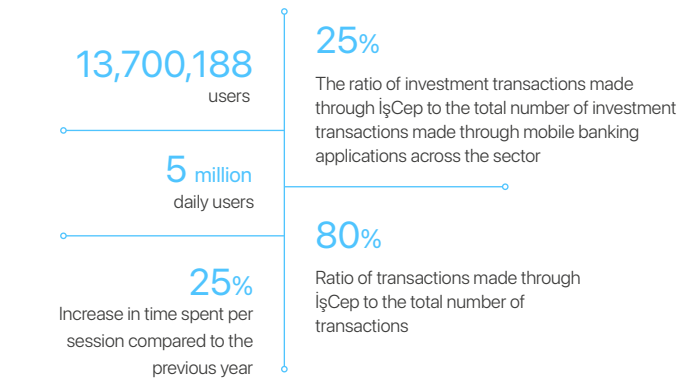 13,700,188
users
5 million
daily users
25%
Increase in time spent per
session compared to the
previous year
25%
The ratio of investment transactions made
through İşCep to the total number of investment
transactions made through mobile banking
applications across the sector
80%
Ratio of transactions made through
İşCep to the total number of
transactions